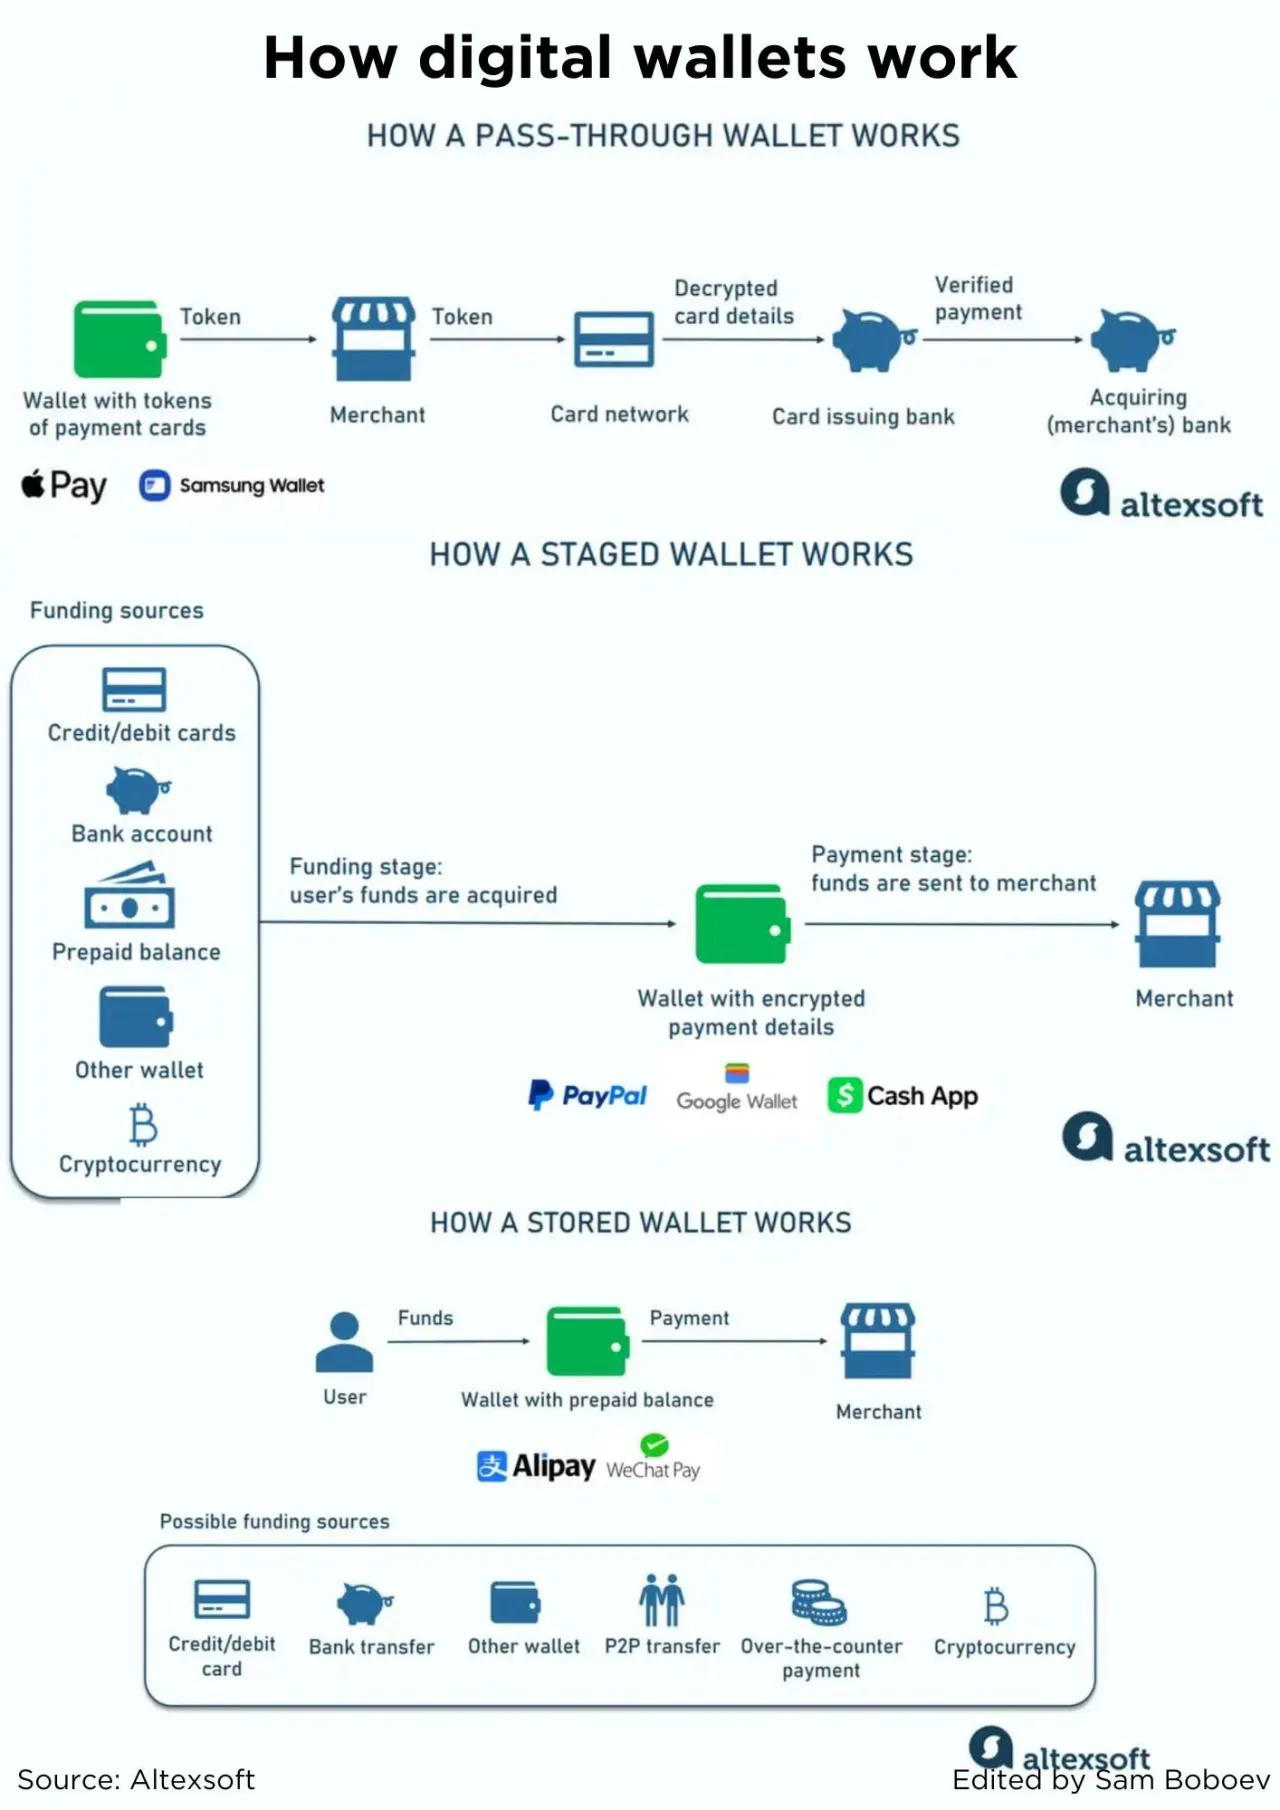 How digital wallets work
HOW A PASS-THROUGH WALLET WORKS
Token
Token
Decrypted
card details
Verified
payment
Wallet with tokens
of payment cards
Merchant
Card network
Card issuing bank
Acquiring
(merchant's) bank
Pay
Samsung Wallet
altexsoft
HOW A STAGED WALLET WORKS
Funding sources
Credit/debit cards
Bank account
Prepaid balance
Other wallet
Cryptocurrency
Funding stage:
user's funds are acquired
Payment stage:
funds are sent to merchant
Wallet with encrypted
payment details
Merchant
PayPal
Google Wallet
$ Cash App
altexsoft
HOW A STORED WALLET WORKS
Funds
Payment
User
Wallet with prepaid balance
Merchant
支 Alipay
WeChat Pay
Possible funding sources
Credit/debit
card
Bank transfer
Other wallet
P2P transfer
Over-the-counter
payment
Cryptocurrency
altexsoft
Source: Altexsoft
Edited by Sam Boboev